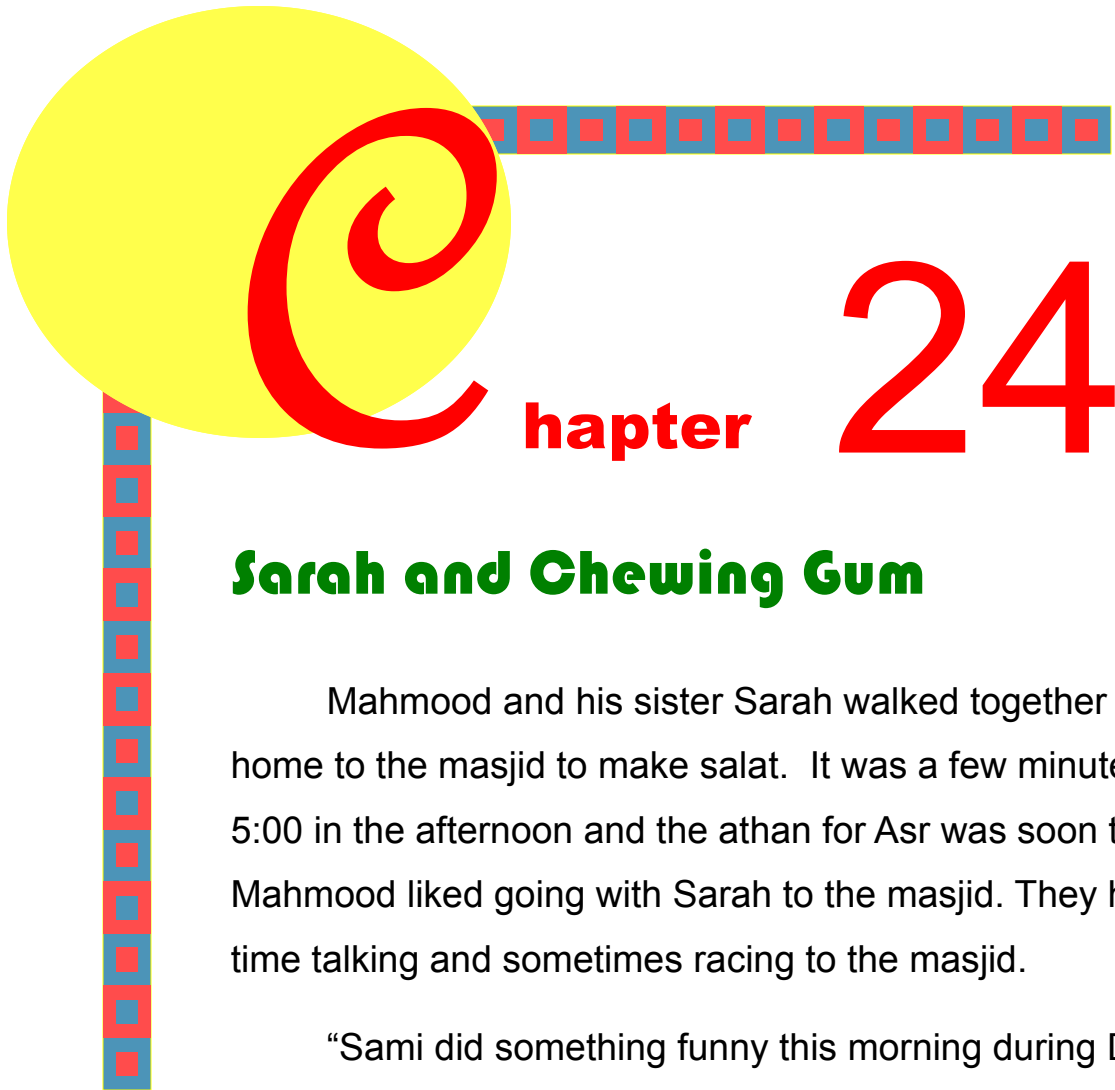 Chapter 24
Sarah and Chewing Gum
Mahmood and his sister Sarah walked together
home to the masjid to make salat.  It was a few
5:00 in the afternoon and the athan for Asr was soon
Mahmood liked going with Sarah to the masjid. They
time talking and sometimes racing to the masjid.
“Sami did something funny this morning during